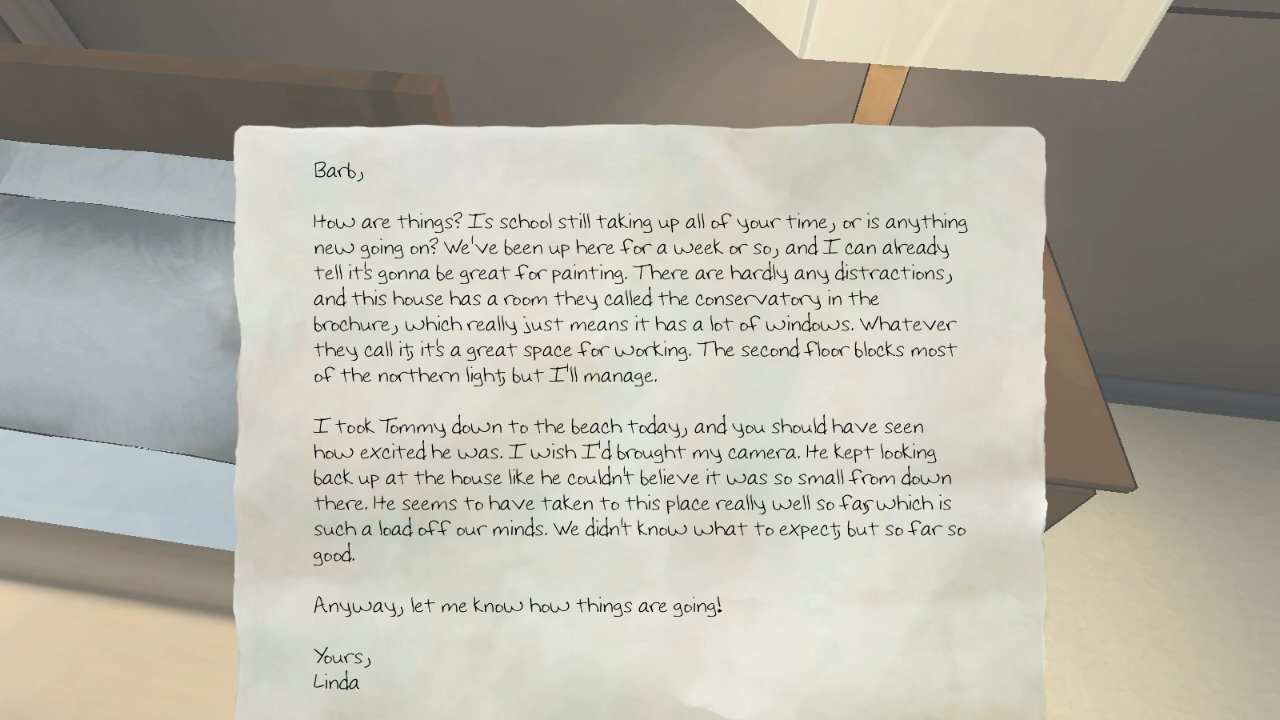 Barb,
How are things? Is school still taking up all of your time, or is anything
new going on? We've been up here for a week or so, and I can already
tell it's gonna be great for painting. There are hardly any distractions,
and this house has a room they called the conservatory in the
brochure, which really just means it has a lot of windows. Whatever
they call it, it's a great space for working. The second floor blocks most
of the northern light, but I'll manage.
I took Tommy down to the beach today, and you should have seen
how excited he was. I wish I'd brought my camera. He kept looking
back up at the house like he couldn't believe it was so small from down
there. He seems to have taken to this place really well so far, which is
such a load off our minds. We didn't know what to expect, but so far so
good.
Anyway, let me know how things are going!
Yours,
Linda